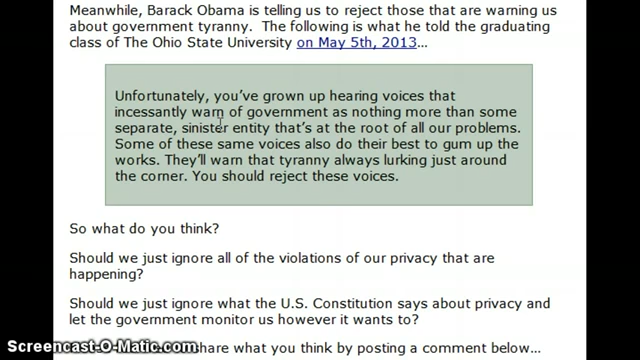 Meanwhile, Barack Obama is telling us to reject those that are warning us
about government tyranny.  The following is what he told the graduating
class of The Ohio State University on May 5th, 2013…
Unfortunately, you've grown up hearing voices that
incessantly warn of government as nothing more than some
separate, sinister entity that's at the root of all our problems.
Some of these same voices also do their best to gum up the
works. They'll warn that tyranny always lurking just around
the corner. You should reject these voices.
So what do you think?
Should we just ignore all of the violations of our privacy that are
happening?
Should we just ignore what the U.S. Constitution says about privacy and
let the government monitor us however it wants to?
share what you think by posting a comment below…
Screencast-O-Matic.com